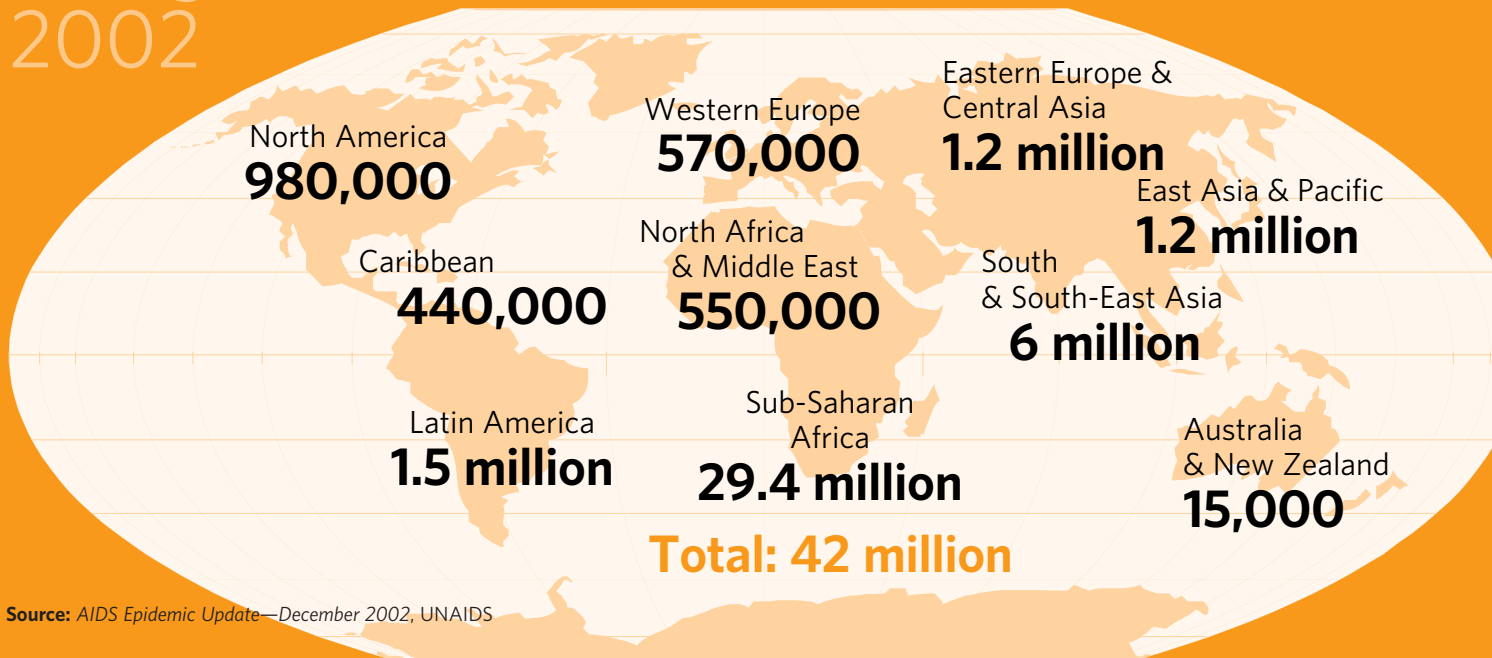 2002
North America
980,000
Western Europe
570,000
Eastern Europe &
Central Asia
1.2 million
East Asia & Pacific
1.2 million
Caribbean
440,000
North Africa
& Middle East
550,000
South
& South-East Asia
6 million
Latin America
1.5 million
Sub-Saharan
Africa
29.4 million
Australia
& New Zealand
15,000
Total: 42 million
Source: AIDS Epidemic Update—December 2002, UNAIDS